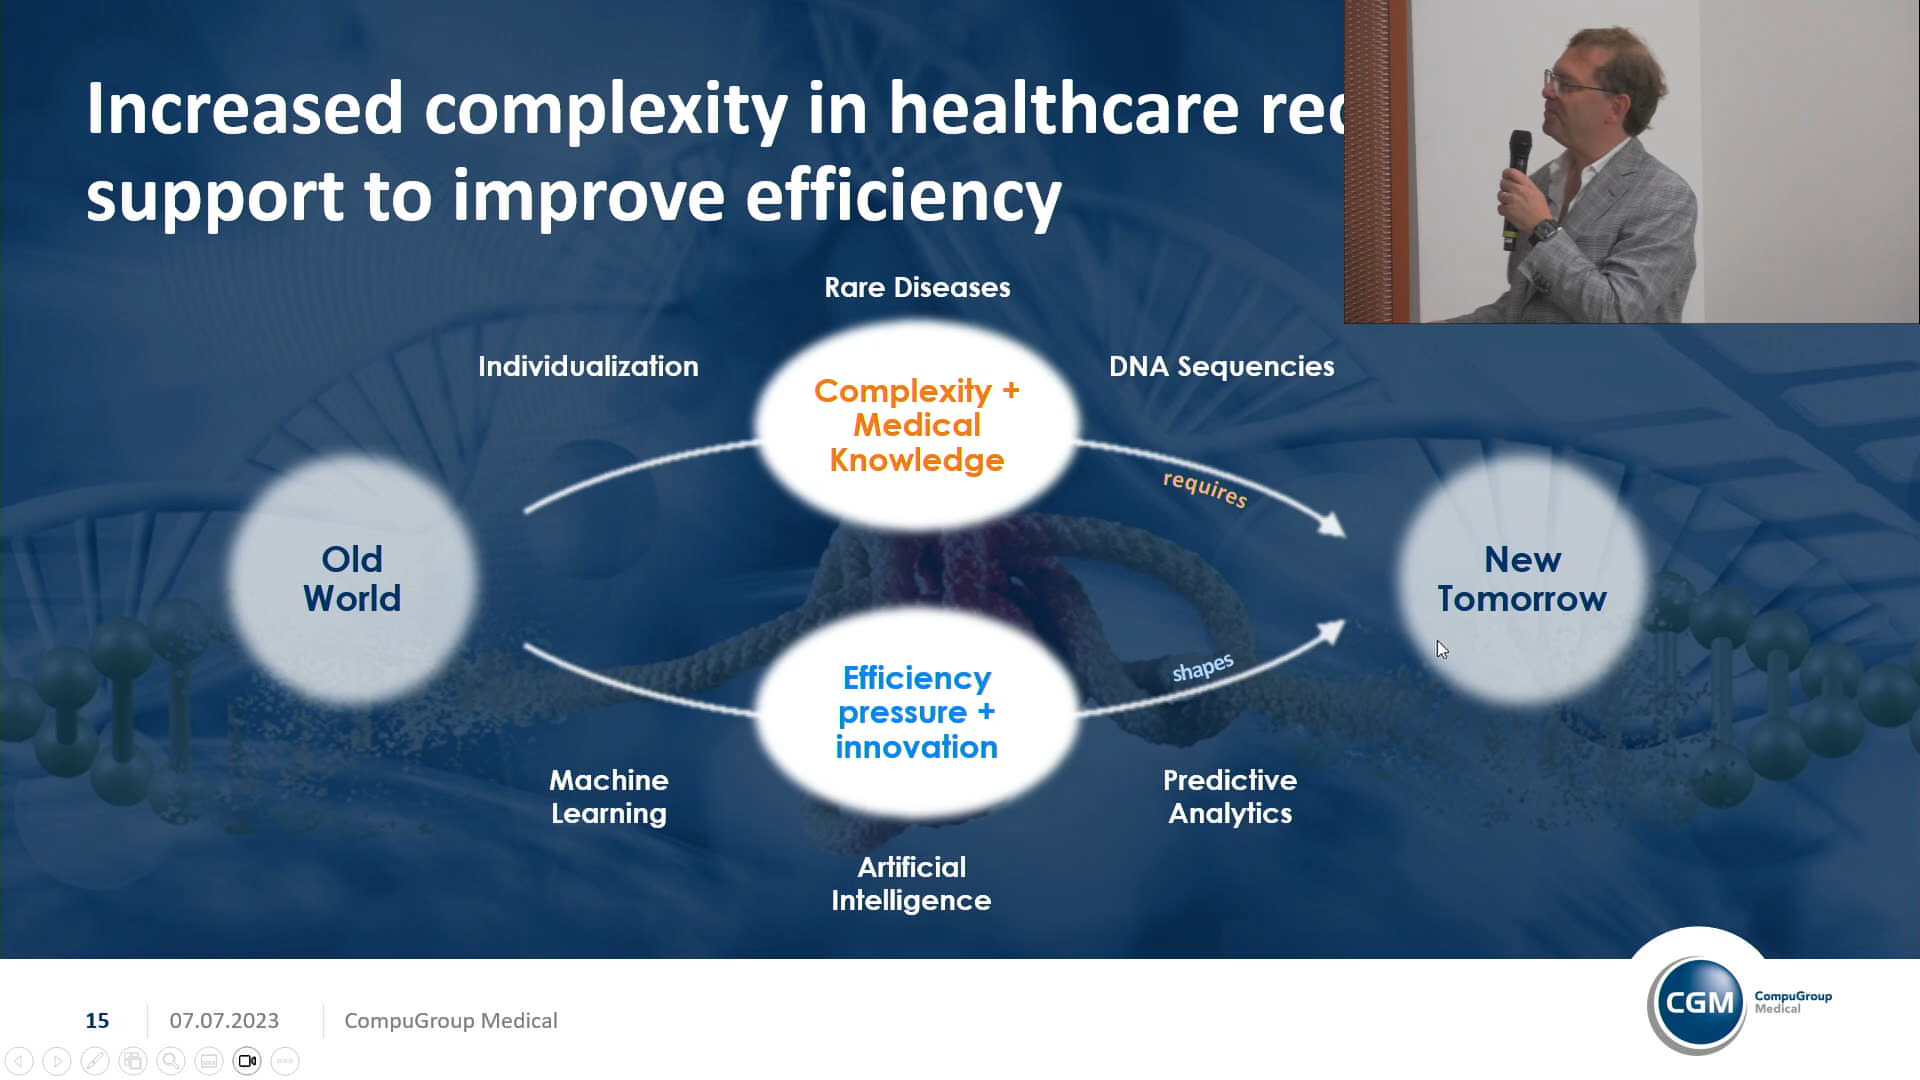 Increased complexity in healthcare
support to improve efficiency
Rare Diseases
Individualization
DNA Sequencies
Complexity +
Medical
Knowledge
requires
Old
World
New
Tomorrow
Efficiency
pressure +
innovation
shapes
Machine
Learning
Predictive
Analytics
Artificial
Intelligence
15
07.07.2023
CompuGroup Medical
CGM
CompuGroup
Medical